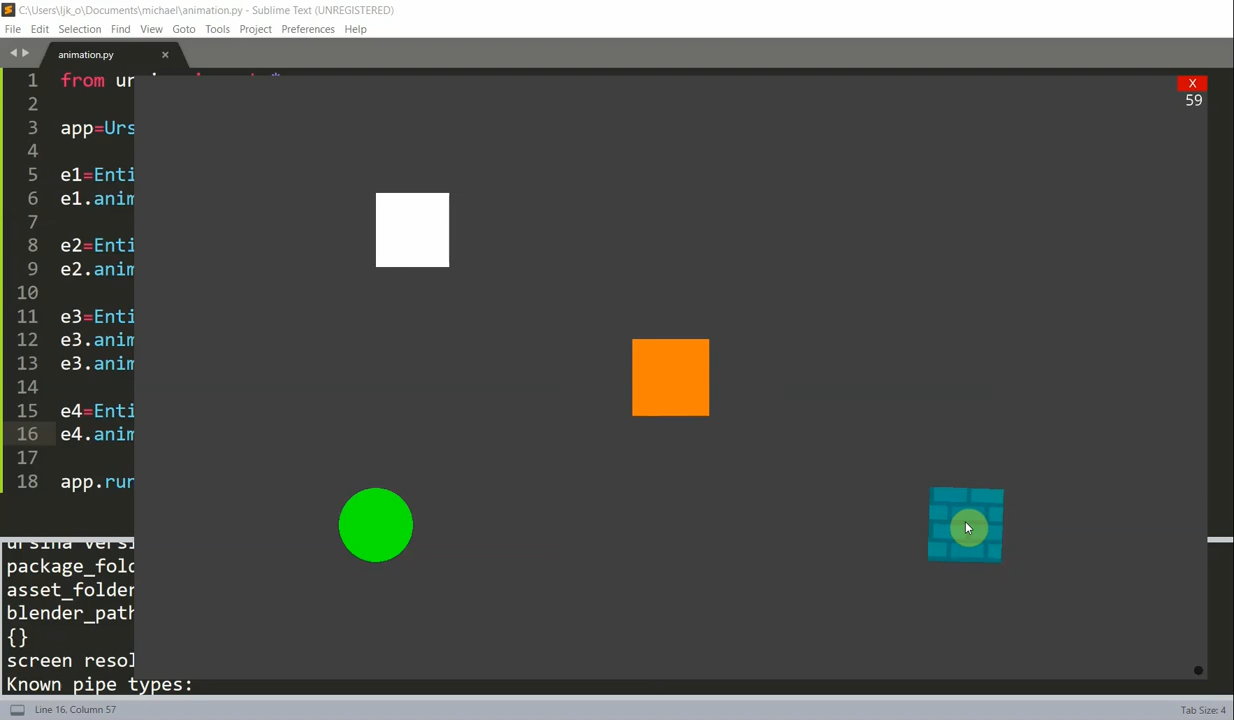 C:\Users\ljk_o\Documents\michael\animation.py - Sublime Text (UNREGISTERED)
File Edit Selection Find View Goto Tools Project Preferences Help
animation.py ×
1 from ur
2
3 app=Urs
4
5 e1=Enti
6 e1.anim
7
8 e2=Enti
9 e2.anim
10
11 e3=Enti
12 e3.anim
13 e3.anim
14
15 e4=Enti
16 e4.anim
17
18 app.run
X
59
ursina versi
package_fold
asset_folder
blender_path
{}
screen resol
Known pipe types:
Line 16, Column 57
Tab Size: 4